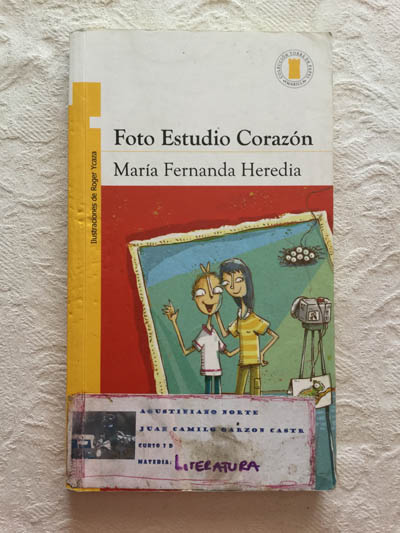 Foto Estudio Corazón
María Fernanda Heredia
Ilustraciones de Roger Ycaza
AGUSTINIANO NORTE
JUAN CAMILO GARZON CASTR
CURSO
MATERIA: LITERATURA